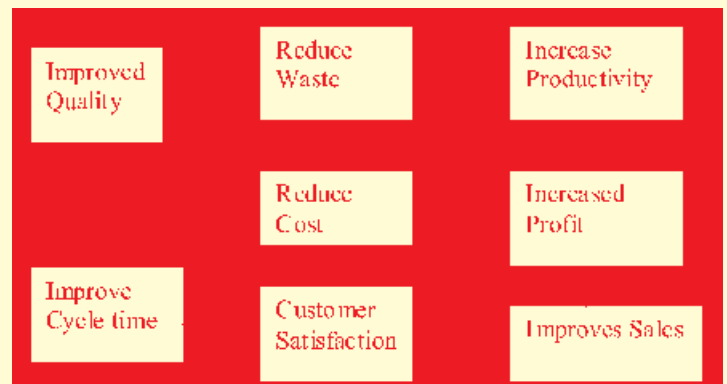 Improved
Quality
Reduce
Waste
Increase
Productivity
Reduce
Cost
Increased
Profit
Improve
Cycle time
Customer
Satisfaction
Improves Sales